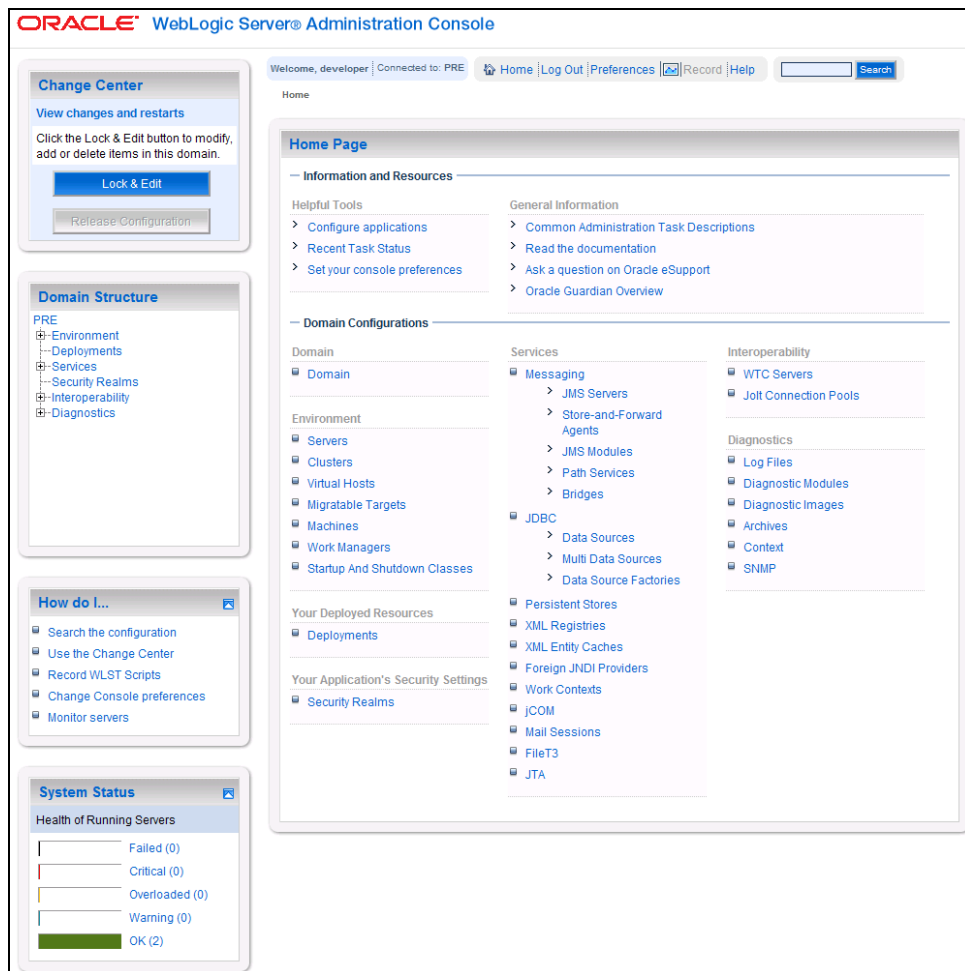 ORACLE® WebLogic Server® Administration Console
Change Center
View changes and restarts
Click the Lock & Edit button to modify,
add or delete items in this domain.
Lock & Edit
Release Configuration
Domain Structure
PRE
Environment
Deployments
Services
Security Realms
Interoperability
Diagnostics
How do I...
Search the configuration
Use the Change Center
Record WLST Scripts
Change Console preferences
Monitor servers
System Status
Health of Running Servers
Failed (0)
Critical (0)
Overloaded (0)
Warning (0)
OK (2)
Welcome, developer Connected to: PRE Home Log Out Preferences Record Help Search
Home
Home Page
Information and Resources
Helpful Tools
Configure applications
Recent Task Status
Set your console preferences
General Information
Common Administration Task Descriptions
Read the documentation
Ask a question on Oracle eSupport
Oracle Guardian Overview
Domain Configurations
Domain
Domain
Environment
Servers
Clusters
Virtual Hosts
Migratable Targets
Machines
Work Managers
Startup And Shutdown Classes
Your Deployed Resources
Deployments
Your Application's Security Settings
Security Realms
Services
Messaging
JMS Servers
Store-and-Forward
Agents
JMS Modules
Path Services
Bridges
JDBC
Data Sources
Multi Data Sources
Data Source Factories
Persistent Stores
XML Registries
XML Entity Caches
Foreign JNDI Providers
Work Contexts
jCOM
Mail Sessions
FileT3
JTA
Interoperability
WTC Servers
Jolt Connection Pools
Diagnostics
Log Files
Diagnostic Modules
Diagnostic Images
Archives
Context
SNMP